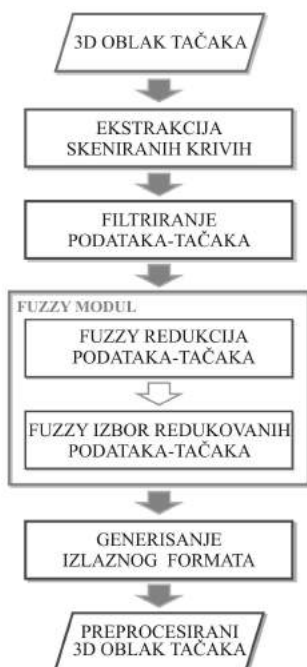 3D OBLAK TAČAKA
EKSTRAKCIJA
SKENIRANIH KRIVIH
FILTRIRANJE
PODATAKA-TAČAKA
FUZZY MODUL
FUZZY REDUKCIJA
PODATAKA-TAČAKA
FUZZY IZBOR REDUKOVANIH
PODATAKA-TAČAKA
GENERISANJE
IZLAZNOG FORMATA
PREPROCESIRANI
3D OBLAK TAČAKA